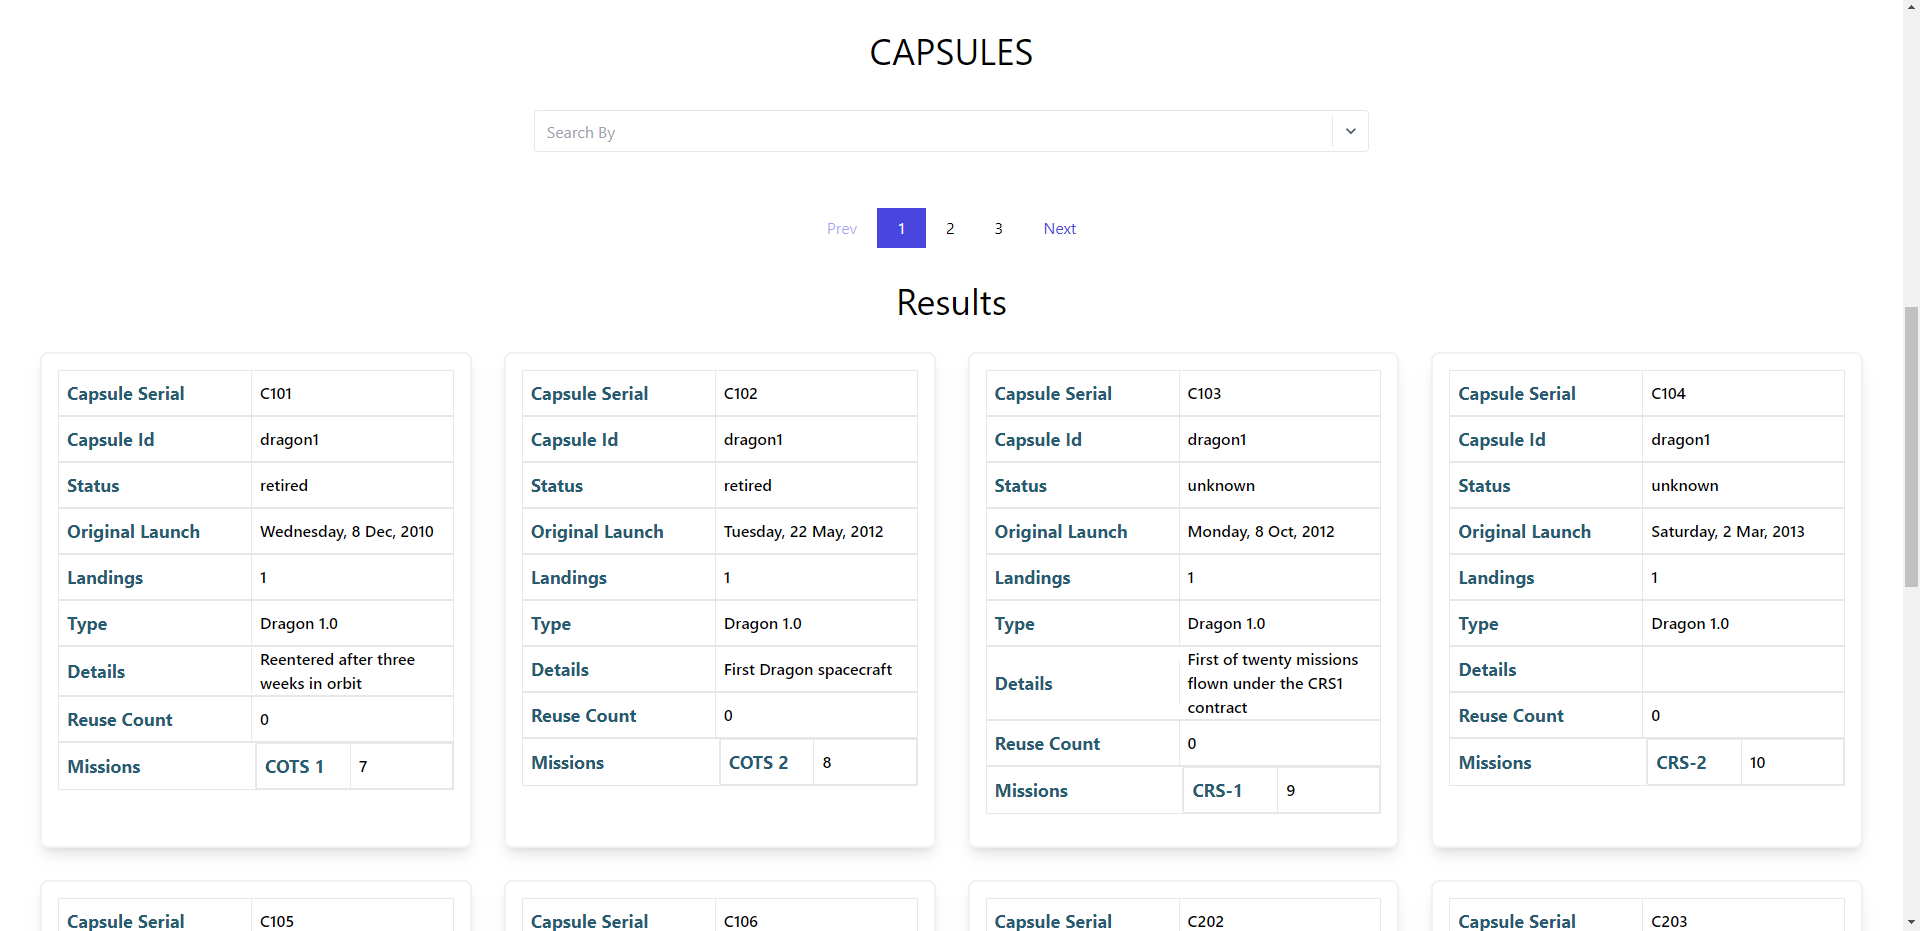 CAPSULES
Search By
Prev 1 2 3 Next
Results
Capsule Serial C101
Capsule Id dragon1
Status retired
Original Launch Wednesday, 8 Dec, 2010
Landings 1
Type Dragon 1.0
Details Reentered after three
weeks in orbit
Reuse Count 0
Missions COTS 1 7
Capsule Serial C102
Capsule Id dragon1
Status retired
Original Launch Tuesday, 22 May, 2012
Landings 1
Type Dragon 1.0
Details First Dragon spacecraft
Reuse Count 0
Missions COTS 2 8
Capsule Serial C103
Capsule Id dragon1
Status unknown
Original Launch Monday, 8 Oct, 2012
Landings 1
Type Dragon 1.0
Details First of twenty missions
flown under the CRS1
contract
Reuse Count 0
Missions CRS-1 9
Capsule Serial C104
Capsule Id dragon1
Status unknown
Original Launch Saturday, 2 Mar, 2013
Landings 1
Type Dragon 1.0
Details
Reuse Count 0
Missions CRS-2 10
Capsule Serial C105
Capsule Serial C106
Capsule Serial C202
Capsule Serial C203